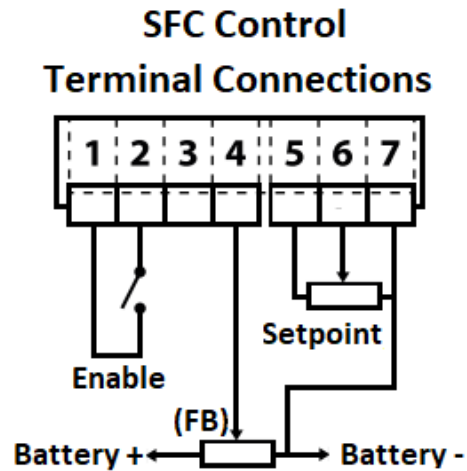 SFC Control
Terminal Connections
1 2 3 4 5 6 7
Setpoint
Enable
(FB)
Battery + Battery -